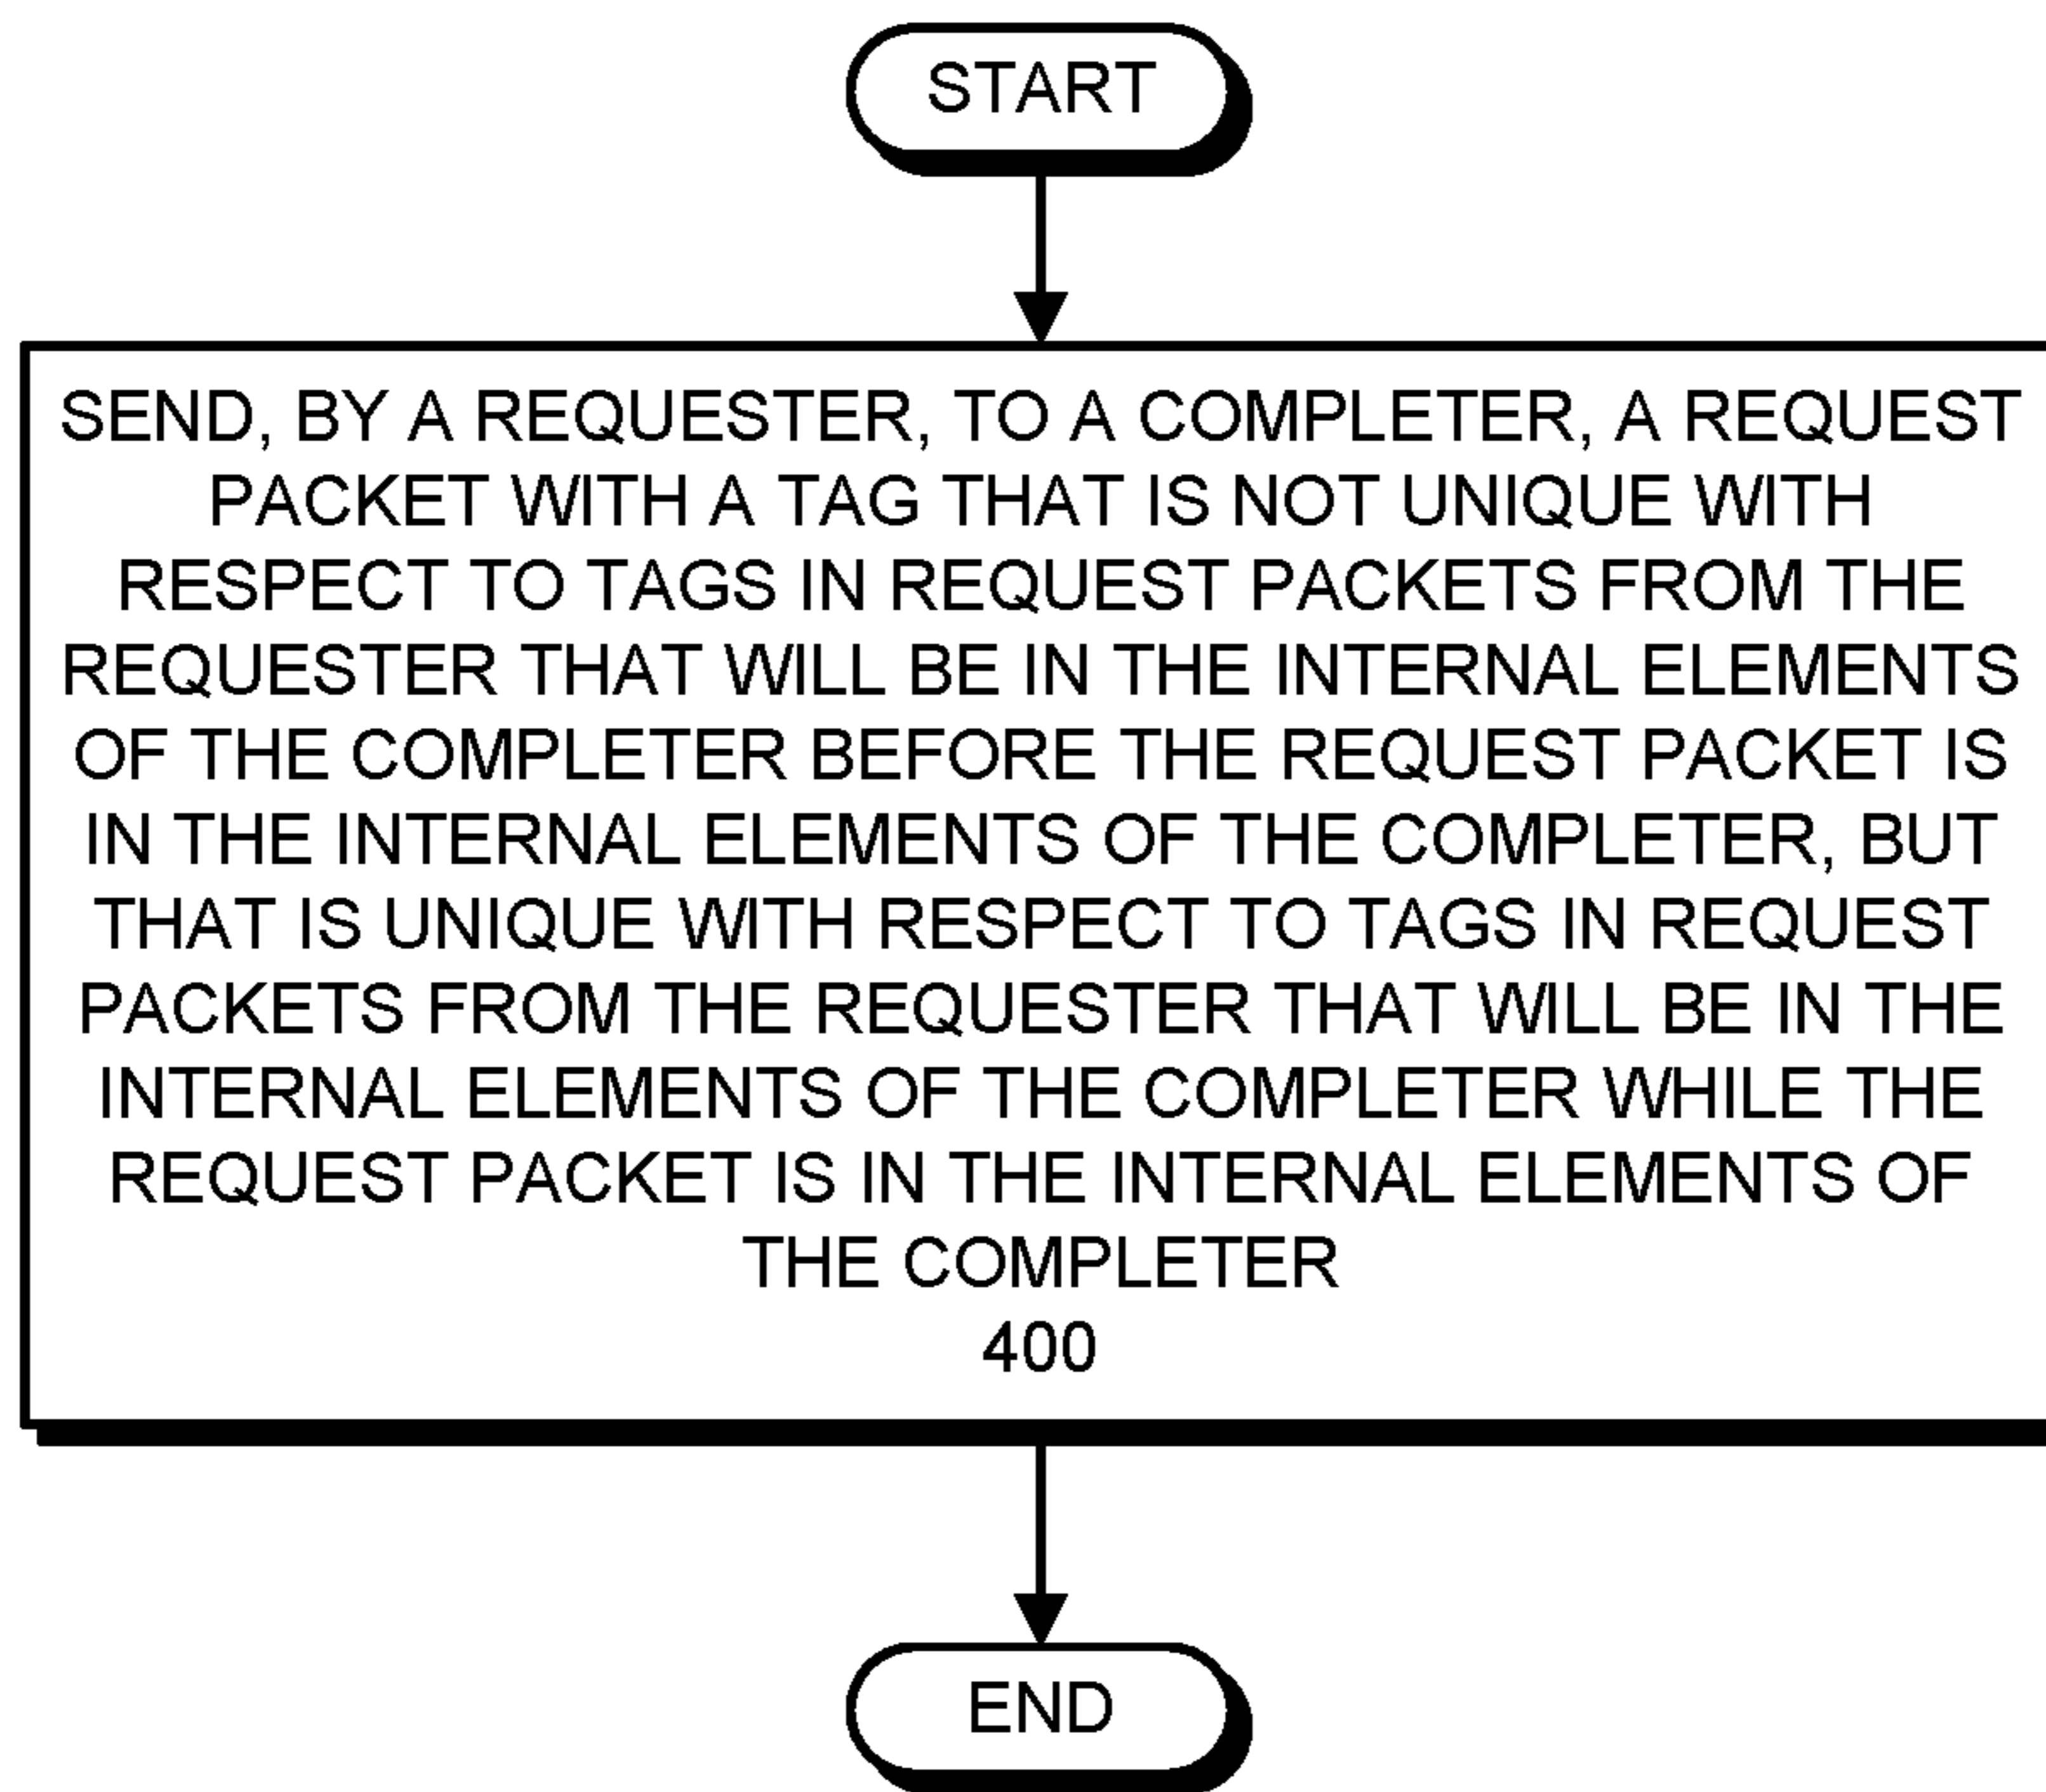 START
SEND, BY A REQUESTER, TO A COMPLETER, A REQUEST
PACKET WITH A TAG THAT IS NOT UNIQUE WITH
RESPECT TO TAGS IN REQUEST PACKETS FROM THE
REQUESTER THAT WILL BE IN THE INTERNAL ELEMENTS
OF THE COMPLETER BEFORE THE REQUEST PACKET IS
IN THE INTERNAL ELEMENTS OF THE COMPLETER, BUT
THAT IS UNIQUE WITH RESPECT TO TAGS IN REQUEST
PACKETS FROM THE REQUESTER THAT WILL BE IN THE
INTERNAL ELEMENTS OF THE COMPLETER WHILE THE
REQUEST PACKET IS IN THE INTERNAL ELEMENTS OF
THE COMPLETER
400
END